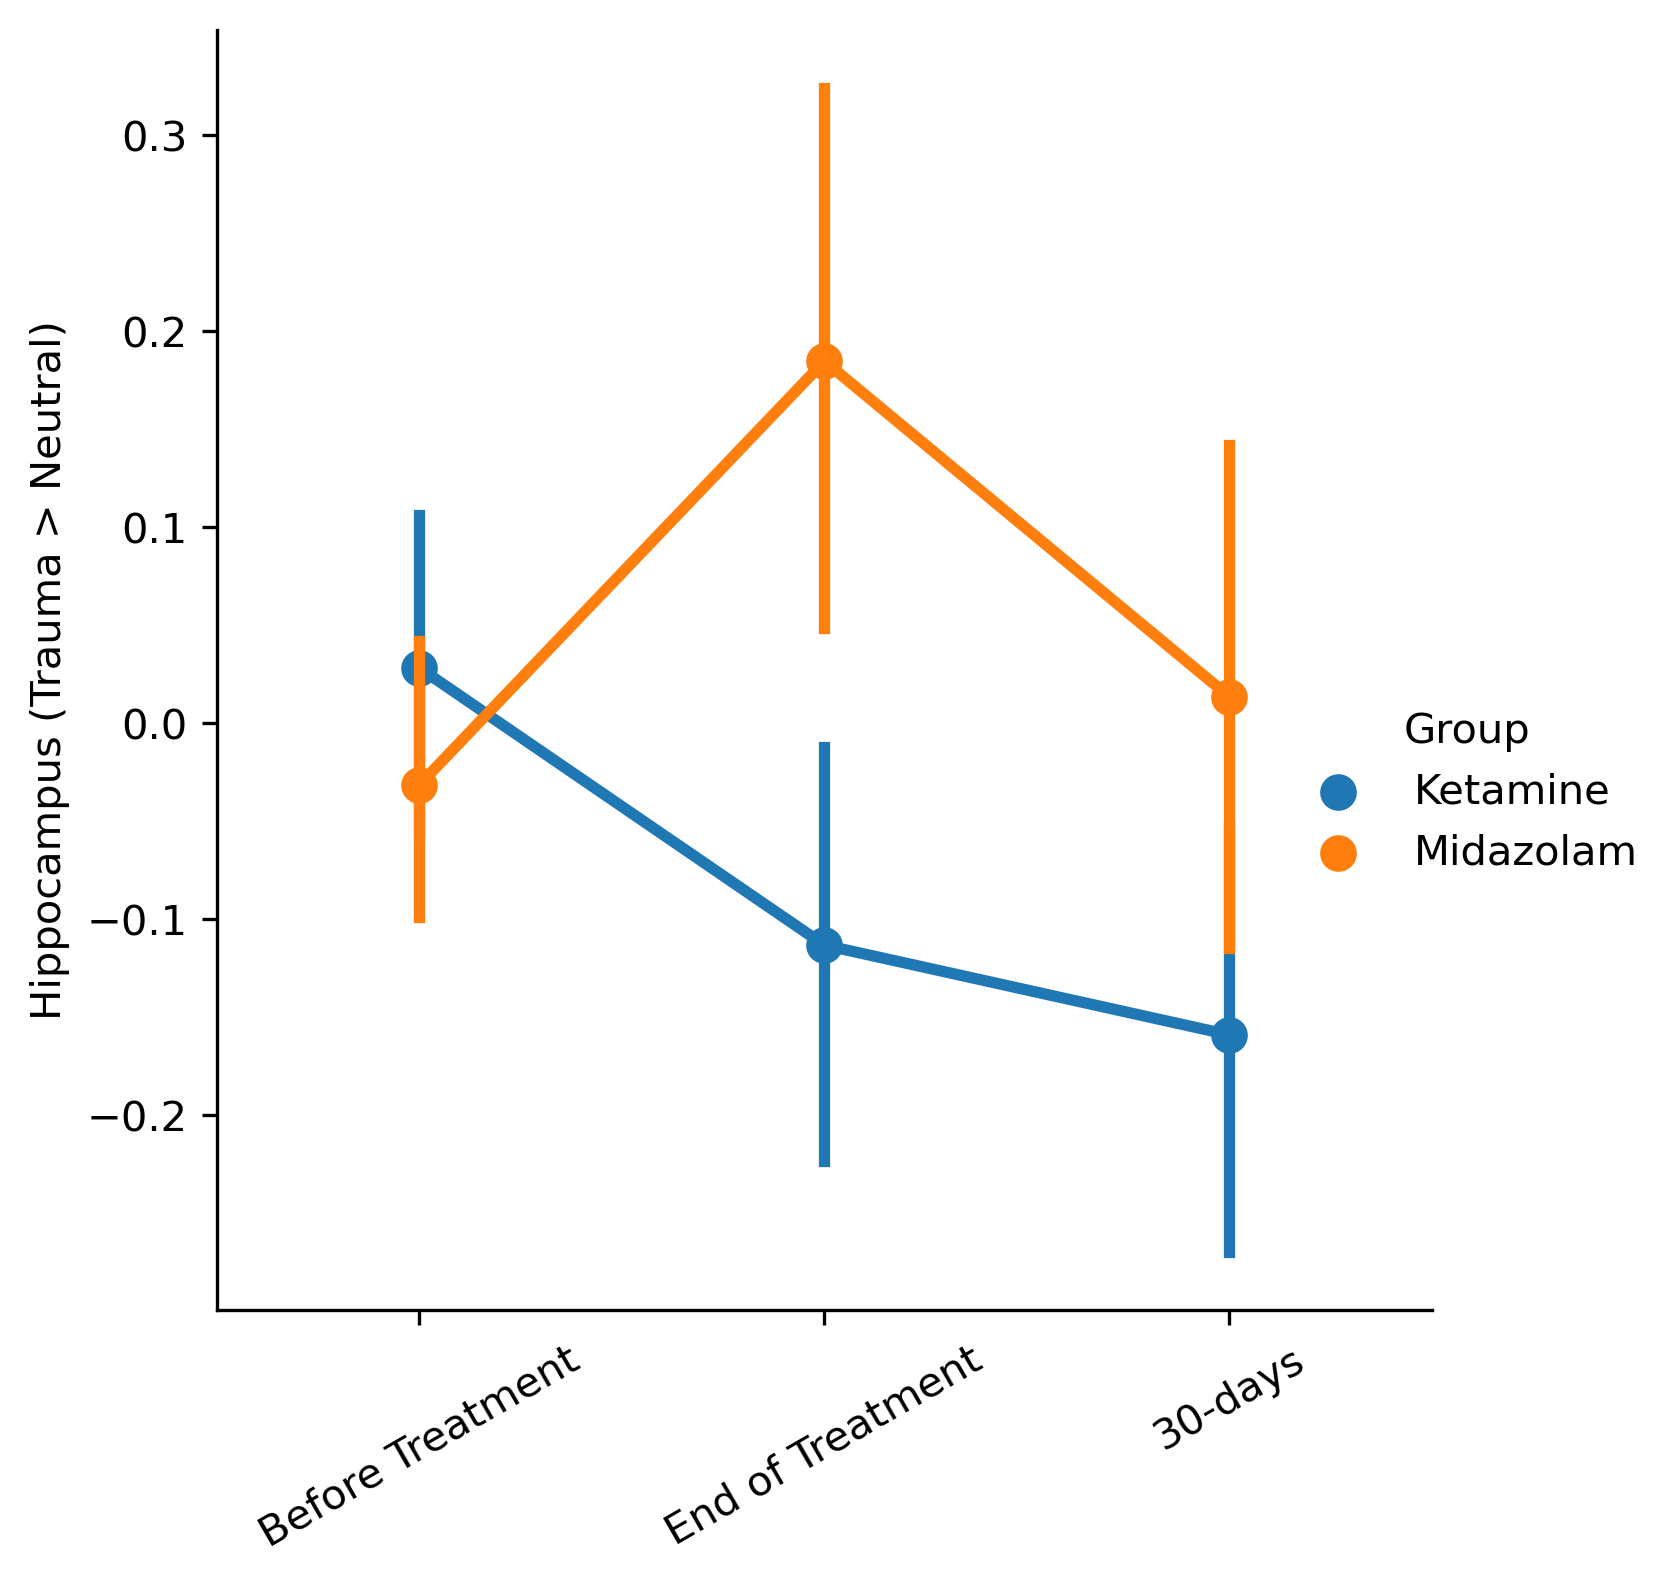 Hippocampus (Trauma > Neutral)
0.3
0.2
0.1
0.0
−0.1
−0.2
Before Treatment
End of Treatment
30-days
Group
Ketamine
Midazolam